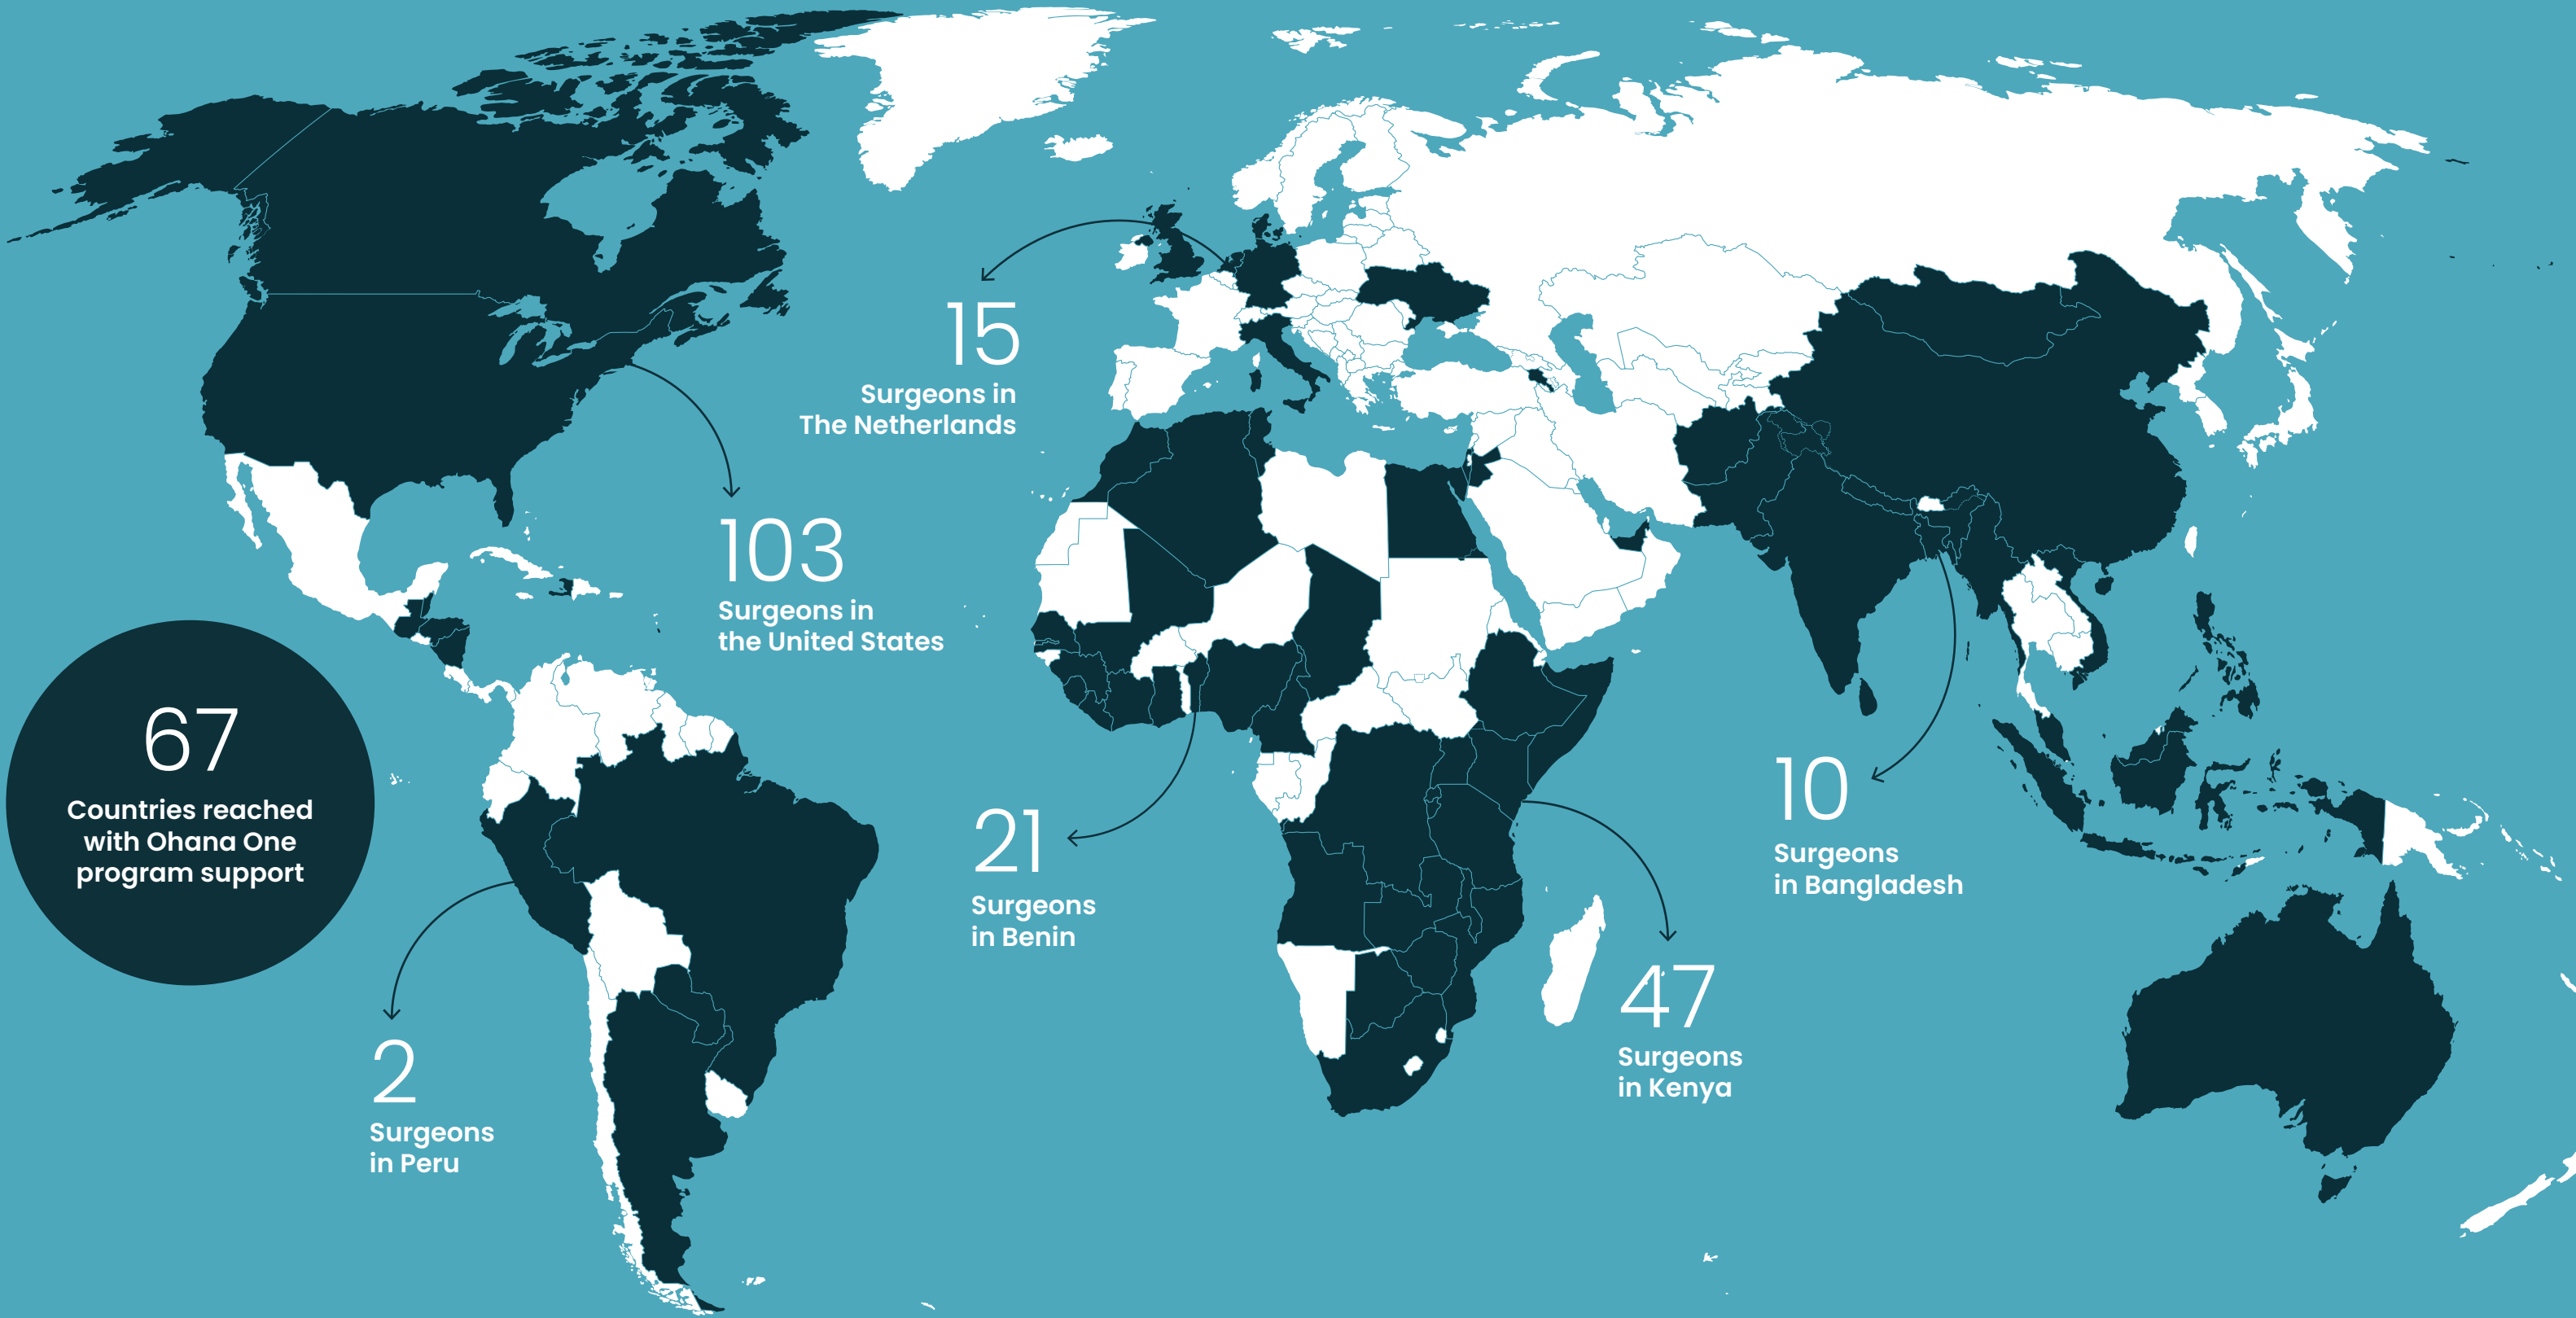 15
Surgeons in
The Netherlands
103
Surgeons in
the United States
67
Countries reached
with Ohana One
program support
2
Surgeons
in Peru
21
Surgeons
in Benin
47
Surgeons
in Kenya
10
Surgeons
in Bangladesh